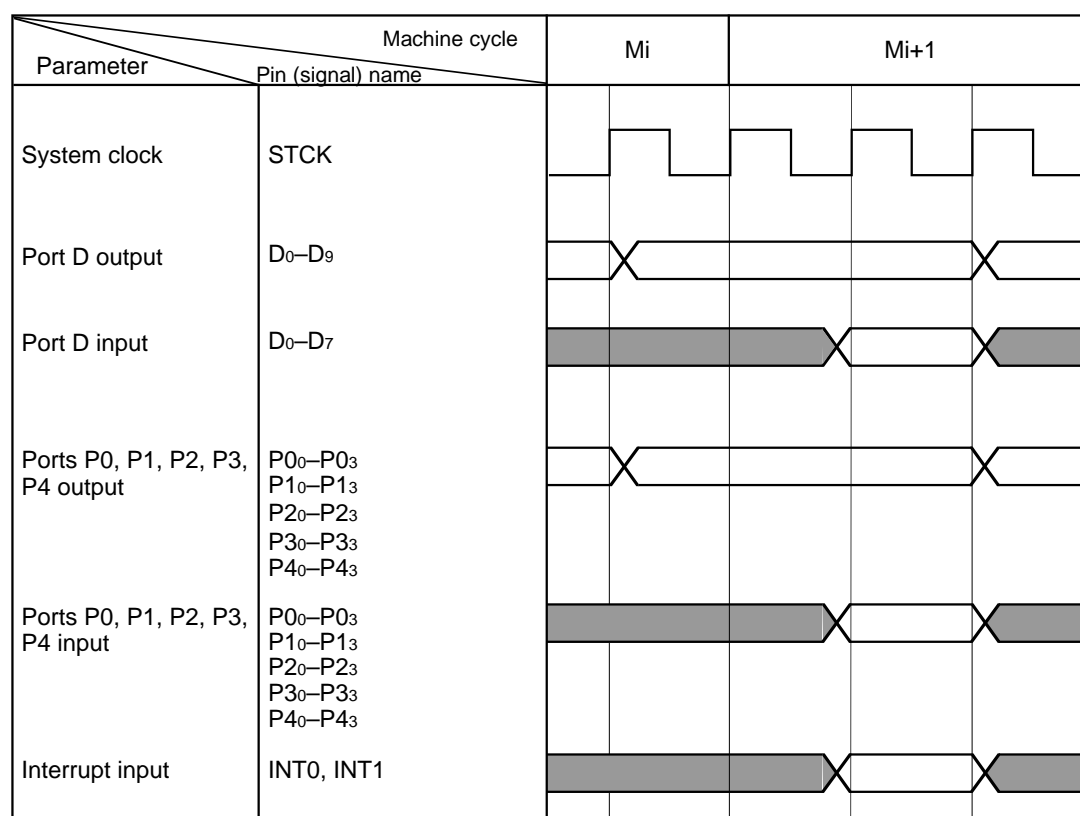 Machine cycle
Parameter
Pin (signal) name
Mi
Mi+1
System clock
STCK
Port D output
D0–D9
Port D input
D0–D7
Ports P0, P1, P2, P3,
P4 output
P00–P03
P10–P13
P20–P23
P30–P33
P40–P43
Ports P0, P1, P2, P3,
P4 input
P00–P03
P10–P13
P20–P23
P30–P33
P40–P43
Interrupt input
INT0, INT1